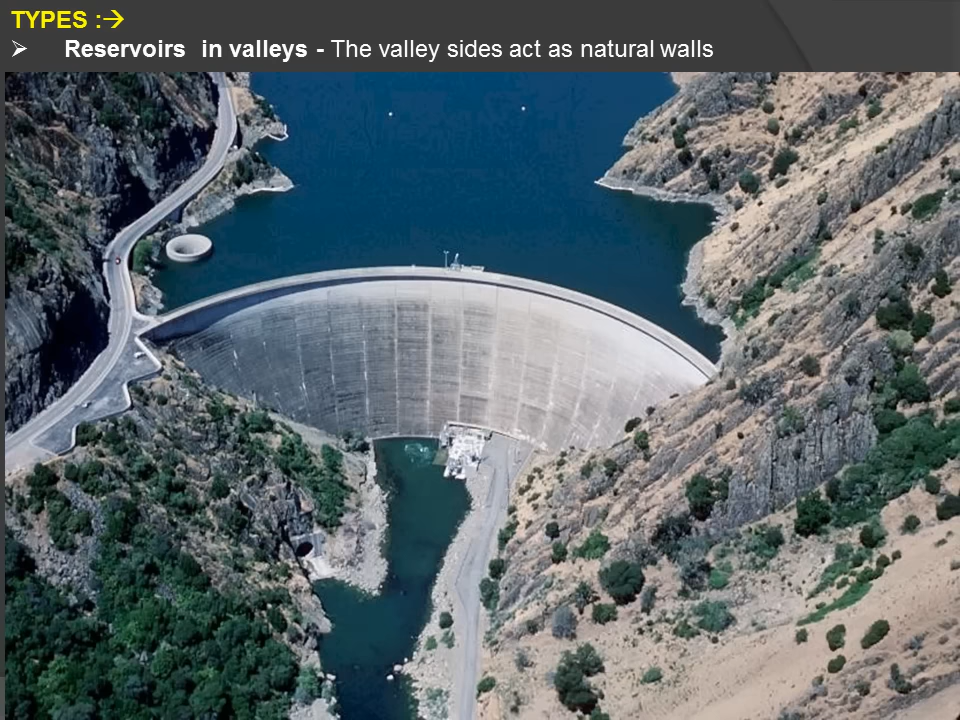 TYPES :→
➢ Reservoirs in valleys - The valley sides act as natural walls